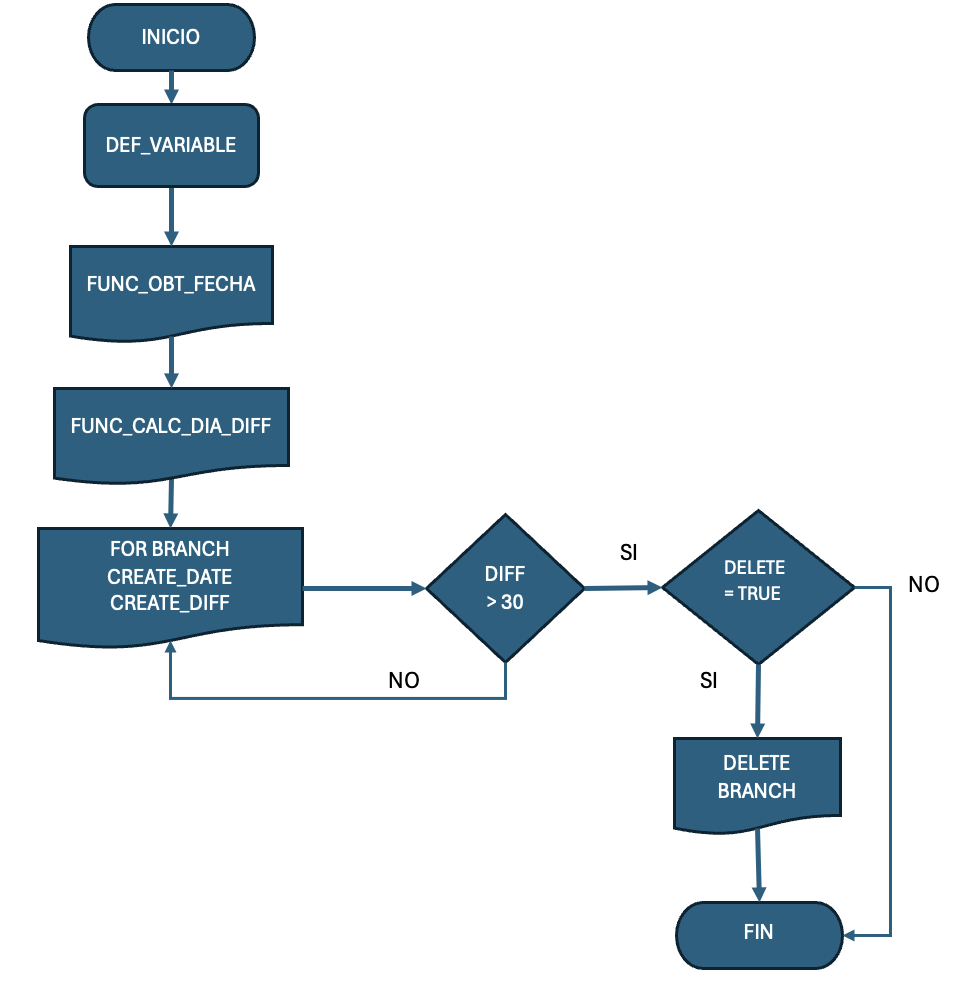 INICIO
DEF_VARIABLE
FUNC_OBT_FECHA
FUNC_CALC_DIA_DIFF
FOR BRANCH
CREATE_DATE
CREATE_DIFF
DIFF
> 30
SI
NO
DELETE
= TRUE
NO
SI
DELETE
BRANCH
FIN